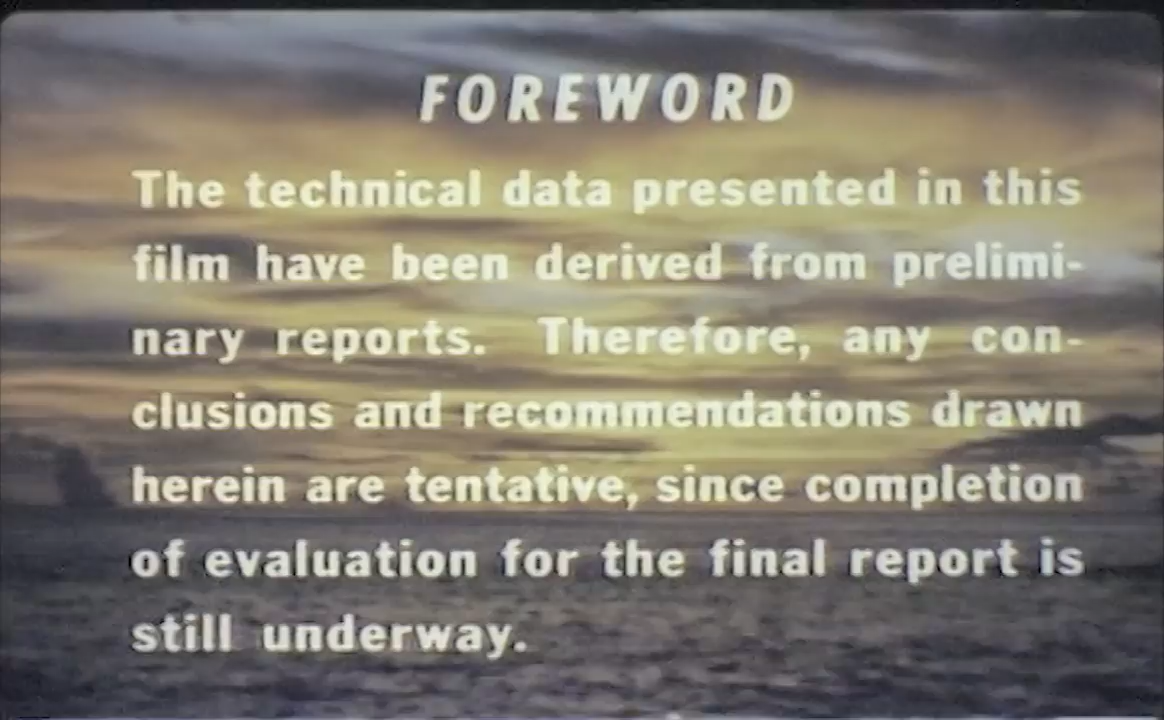 FOREWORD
The technical data presented in this
film have been derived from prelimi-
nary reports. Therefore, any con-
clusions and recommendations drawn
herein are tentative, since completion
of evaluation for the final report is
still underway.